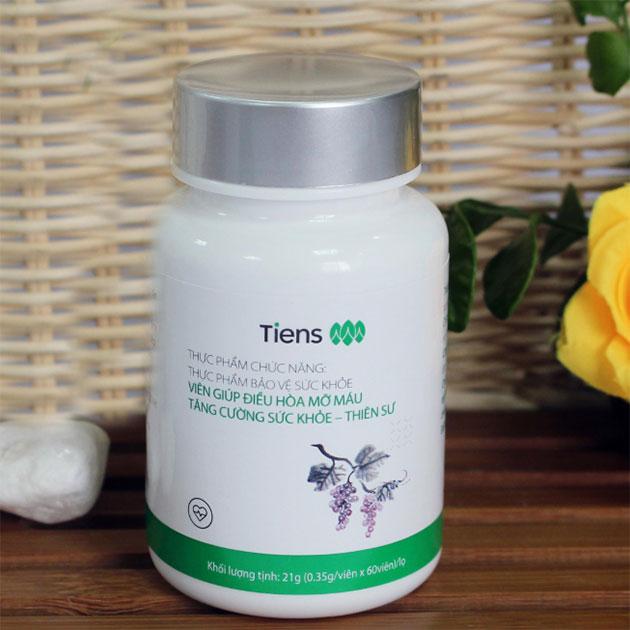 Tiens
THỰC PHẨM CHỨC NĂNG:
THỰC PHẨM BẢO VỆ SỨC KHỎE
VIÊN GIÚP ĐIỀU HÒA MỠ MÁU
TĂNG CƯỜNG SỨC KHỎE – THIÊN SƯ
Khối lượng tịnh: 21g (0.35g/viên x 60viên)/lọ